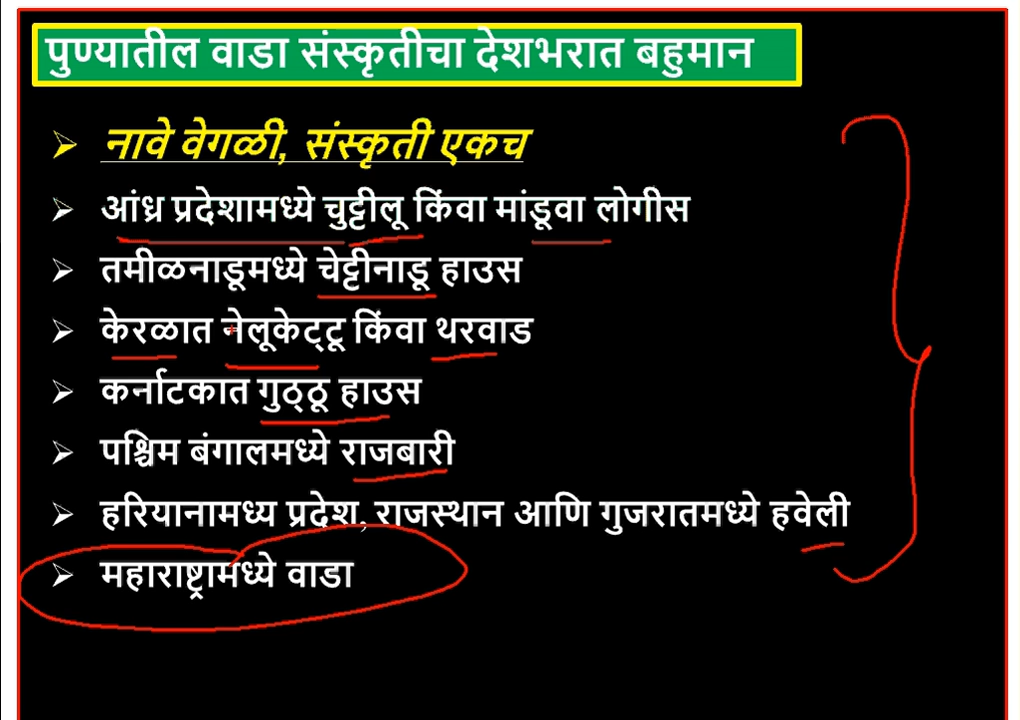 पुण्यातील वाडा संस्कृतीचा देशभरात बहुमान
नावे वेगळी, संस्कृती एकच
आंध्र प्रदेशामध्ये चुट्टीलू किंवा मांडूवा लोगीस
तमीळनाडूमध्ये चेट्टीनाडू हाउस
केरळात नेलूकेट्टू किंवा थरवाड
कर्नाटकात गुठ्ठू हाउस
पश्चिम बंगालमध्ये राजबारी
हरियानामध्य प्रदेश, राजस्थान आणि गुजरातमध्ये हवेली
महाराष्ट्रामध्ये वाडा